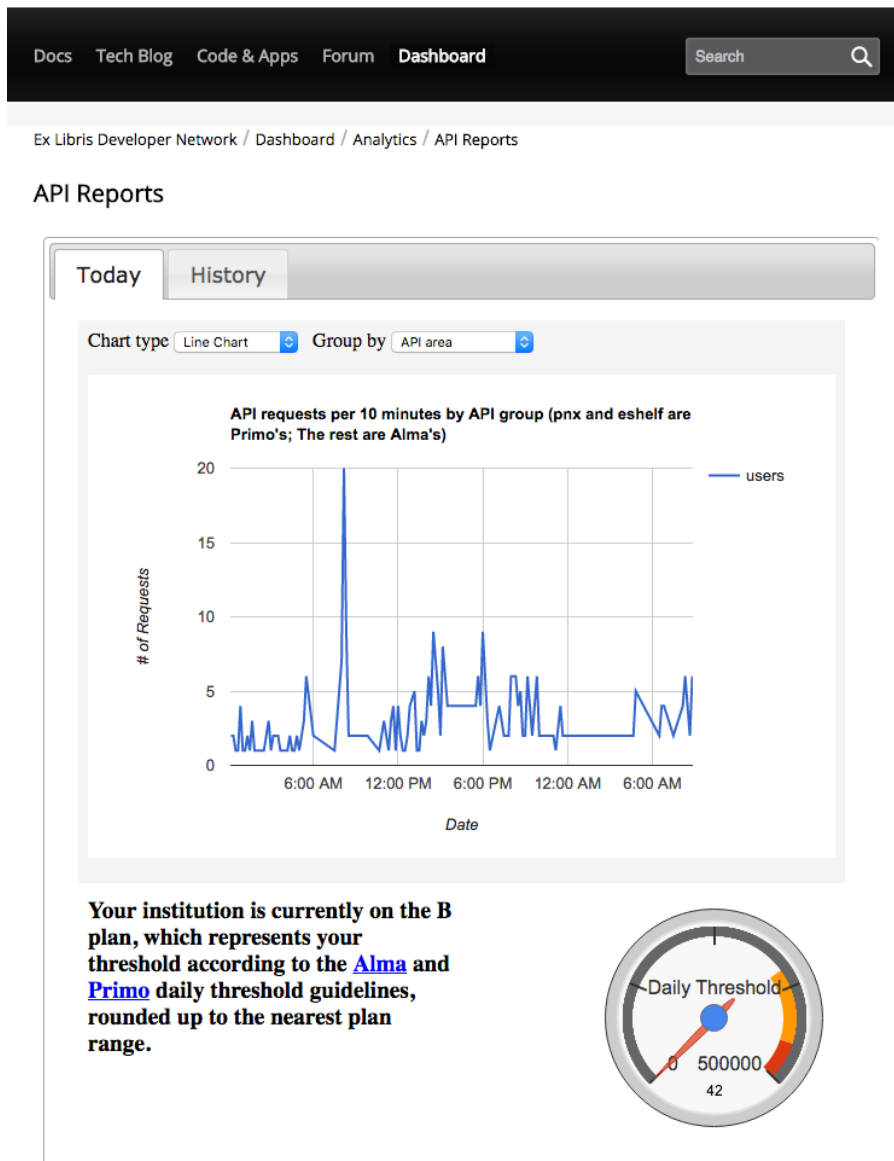 Docs Tech Blog Code & Apps Forum Dashboard Search
Ex Libris Developer Network / Dashboard / Analytics / API Reports
API Reports
Today History
Chart type Line Chart Group by API area
API requests per 10 minutes by API group (pnx and eshelf are
Primo's; The rest are Alma's)
users
20
15
10
5
0
# of Requests
6:00 AM 12:00 PM 6:00 PM 12:00 AM 6:00 AM
Date
Your institution is currently on the B
plan, which represents your
threshold according to the Alma and
Primo daily threshold guidelines,
rounded up to the nearest plan
range.
Daily Threshold
0 500000
42